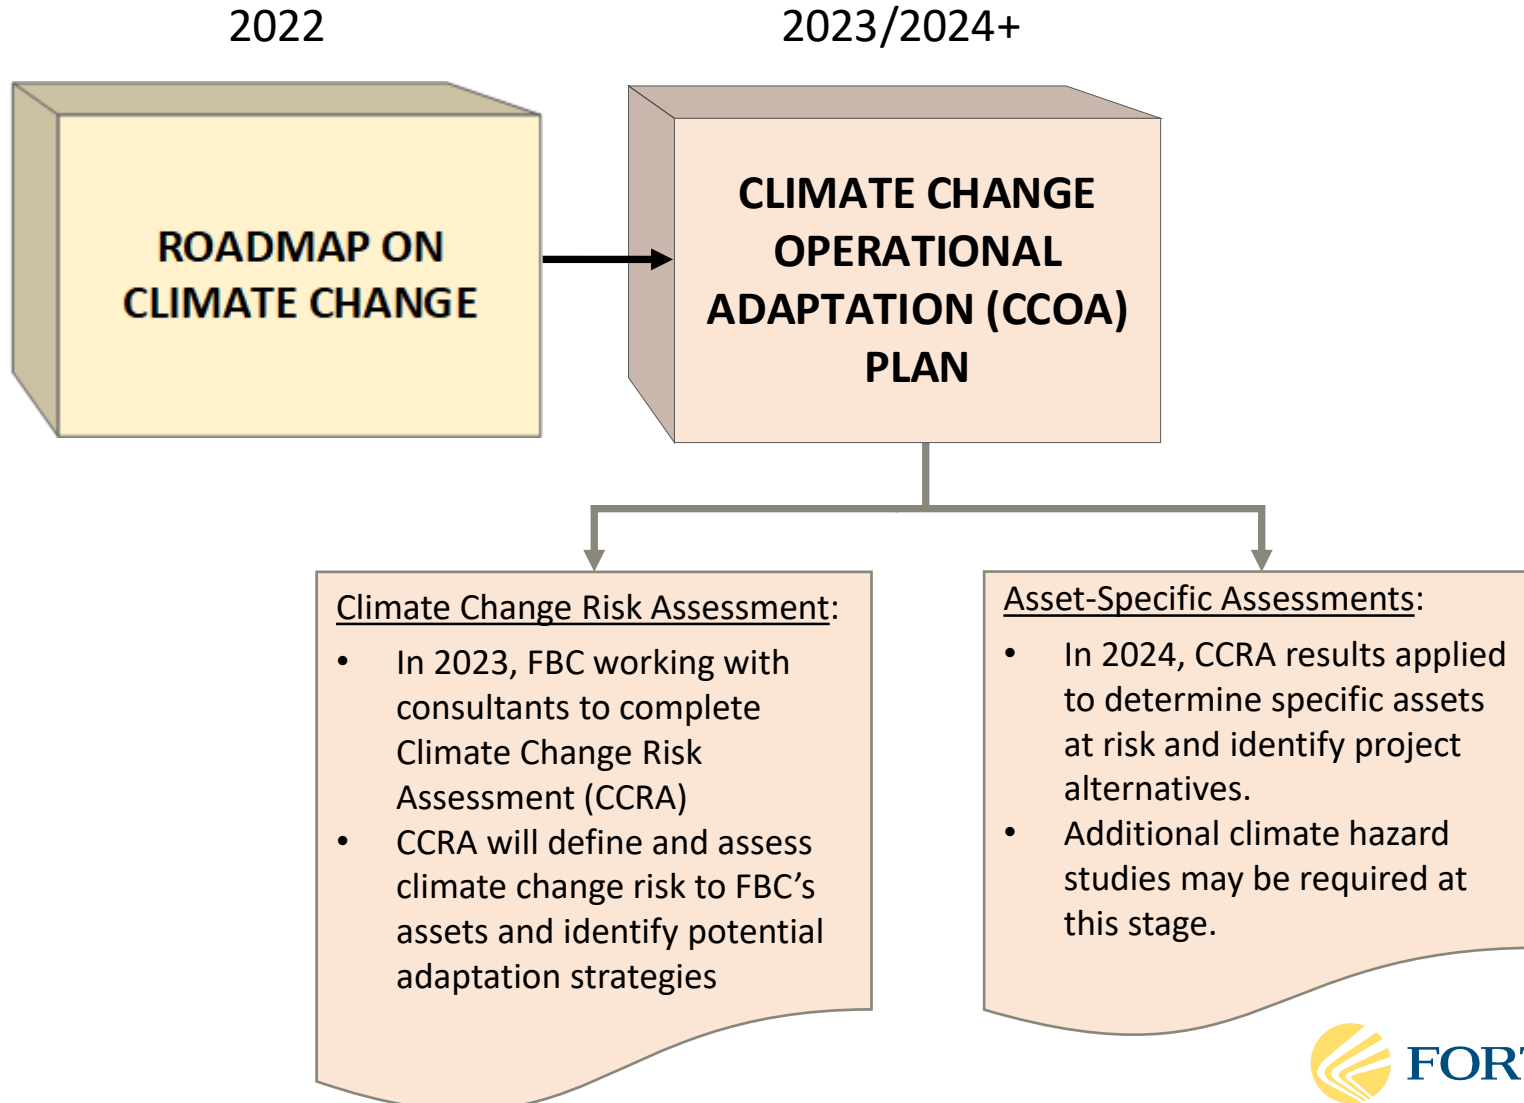 2022
2023/2024+
ROADMAP ON
CLIMATE CHANGE
CLIMATE CHANGE
OPERATIONAL
ADAPTATION (CCOA)
PLAN
Climate Change Risk Assessment:
• In 2023, FBC working with
consultants to complete
Climate Change Risk
Assessment (CCRA)
• CCRA will define and assess
climate change risk to FBC’s
assets and identify potential
adaptation strategies
Asset-Specific Assessments:
• In 2024, CCRA results applied
to determine specific assets
at risk and identify project
alternatives.
• Additional climate hazard
studies may be required at
this stage.